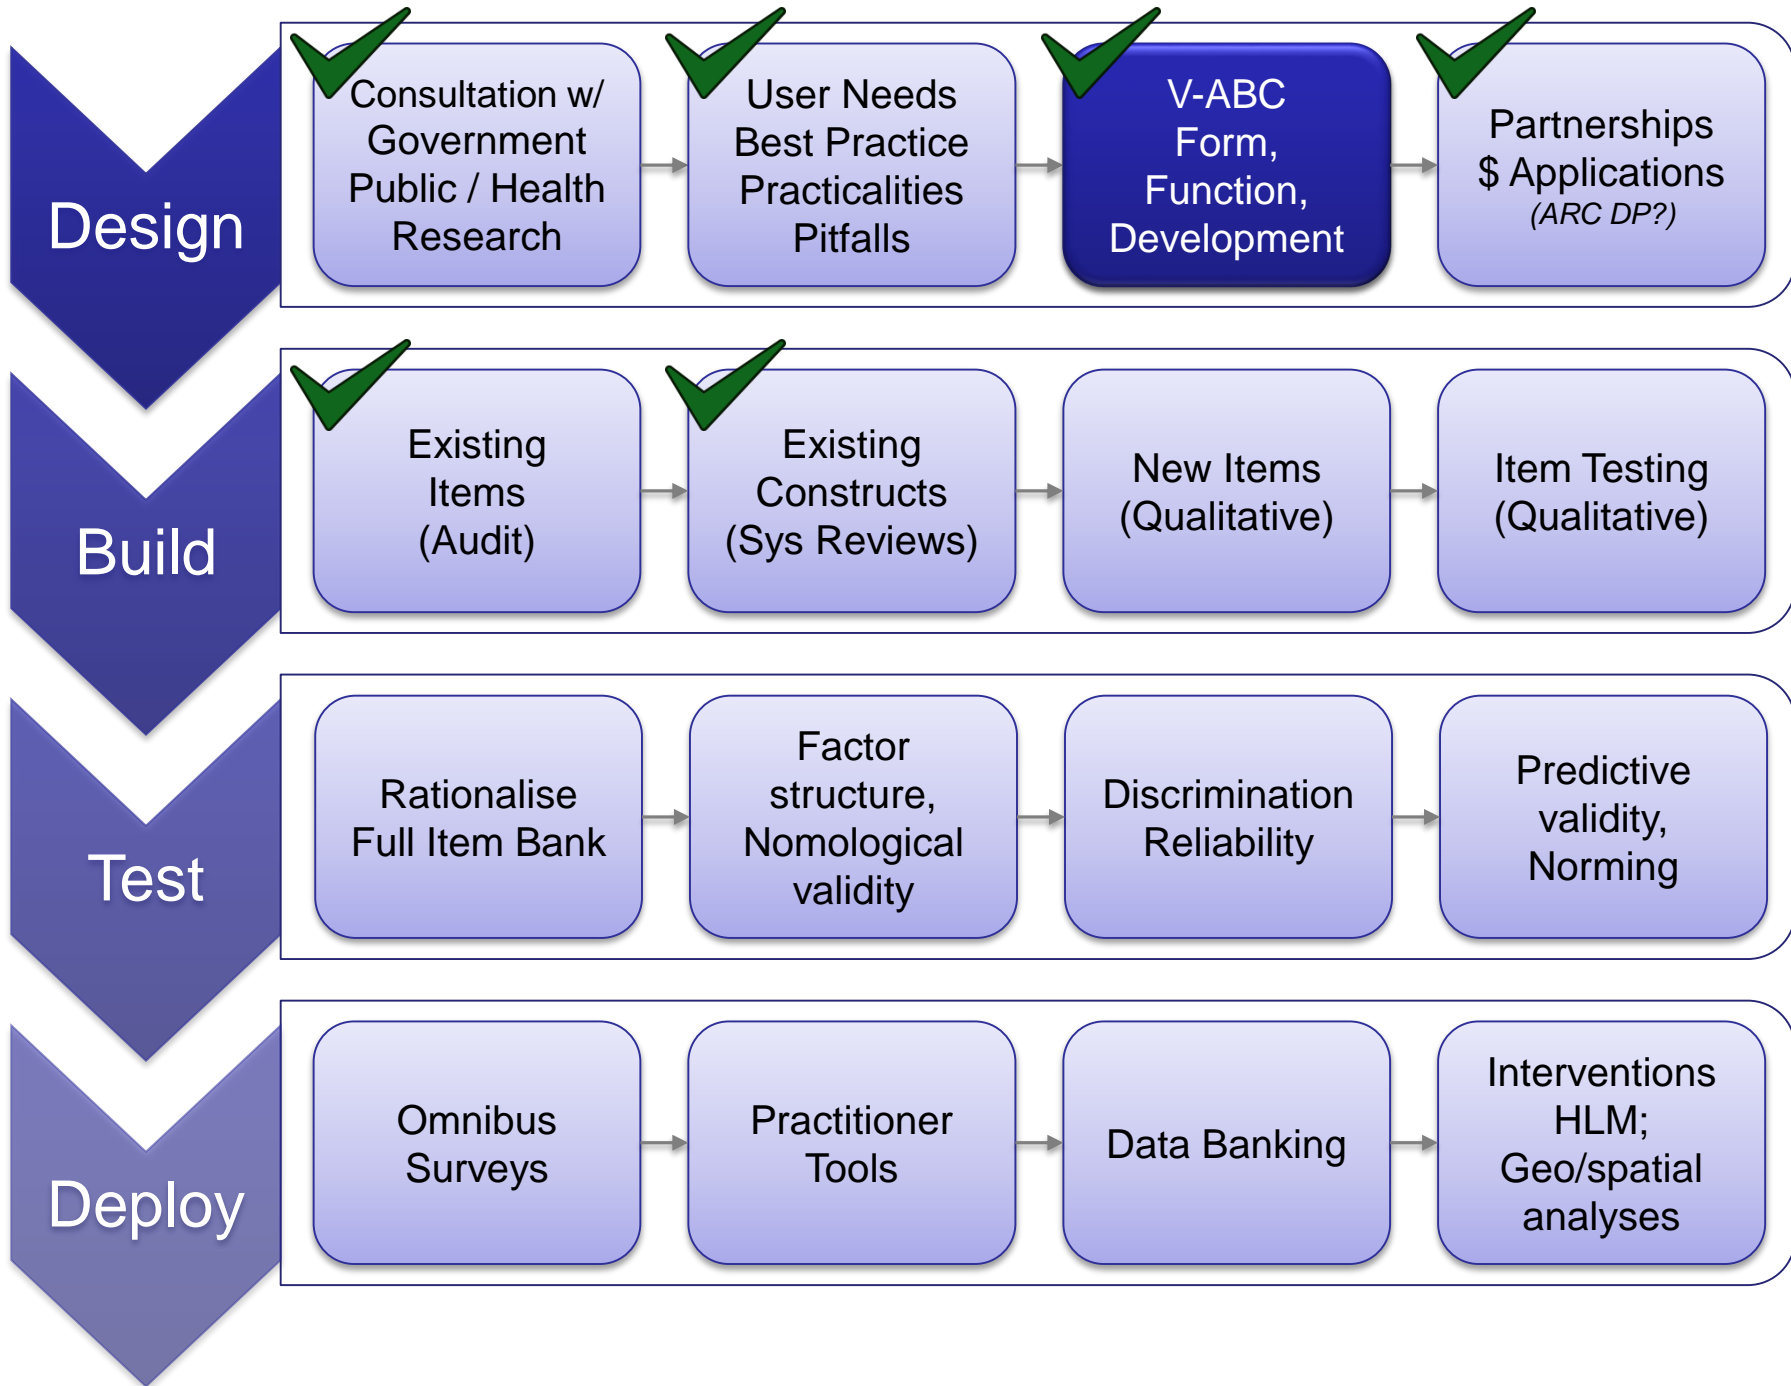 Design
Consultation w/
Government
Public / Health
Research
User Needs
Best Practice
Practicalities
Pitfalls
V-ABC
Form,
Function,
Development
Partnerships
$ Applications
(ARC DP?)
Build
Existing
Items
(Audit)
Existing
Constructs
(Sys Reviews)
New Items
(Qualitative)
Item Testing
(Qualitative)
Test
Rationalise
Full Item Bank
Factor
structure,
Nomological
validity
Discrimination
Reliability
Predictive
validity,
Norming
Deploy
Omnibus
Surveys
Practitioner
Tools
Data Banking
Interventions
HLM;
Geo/spatial
analyses